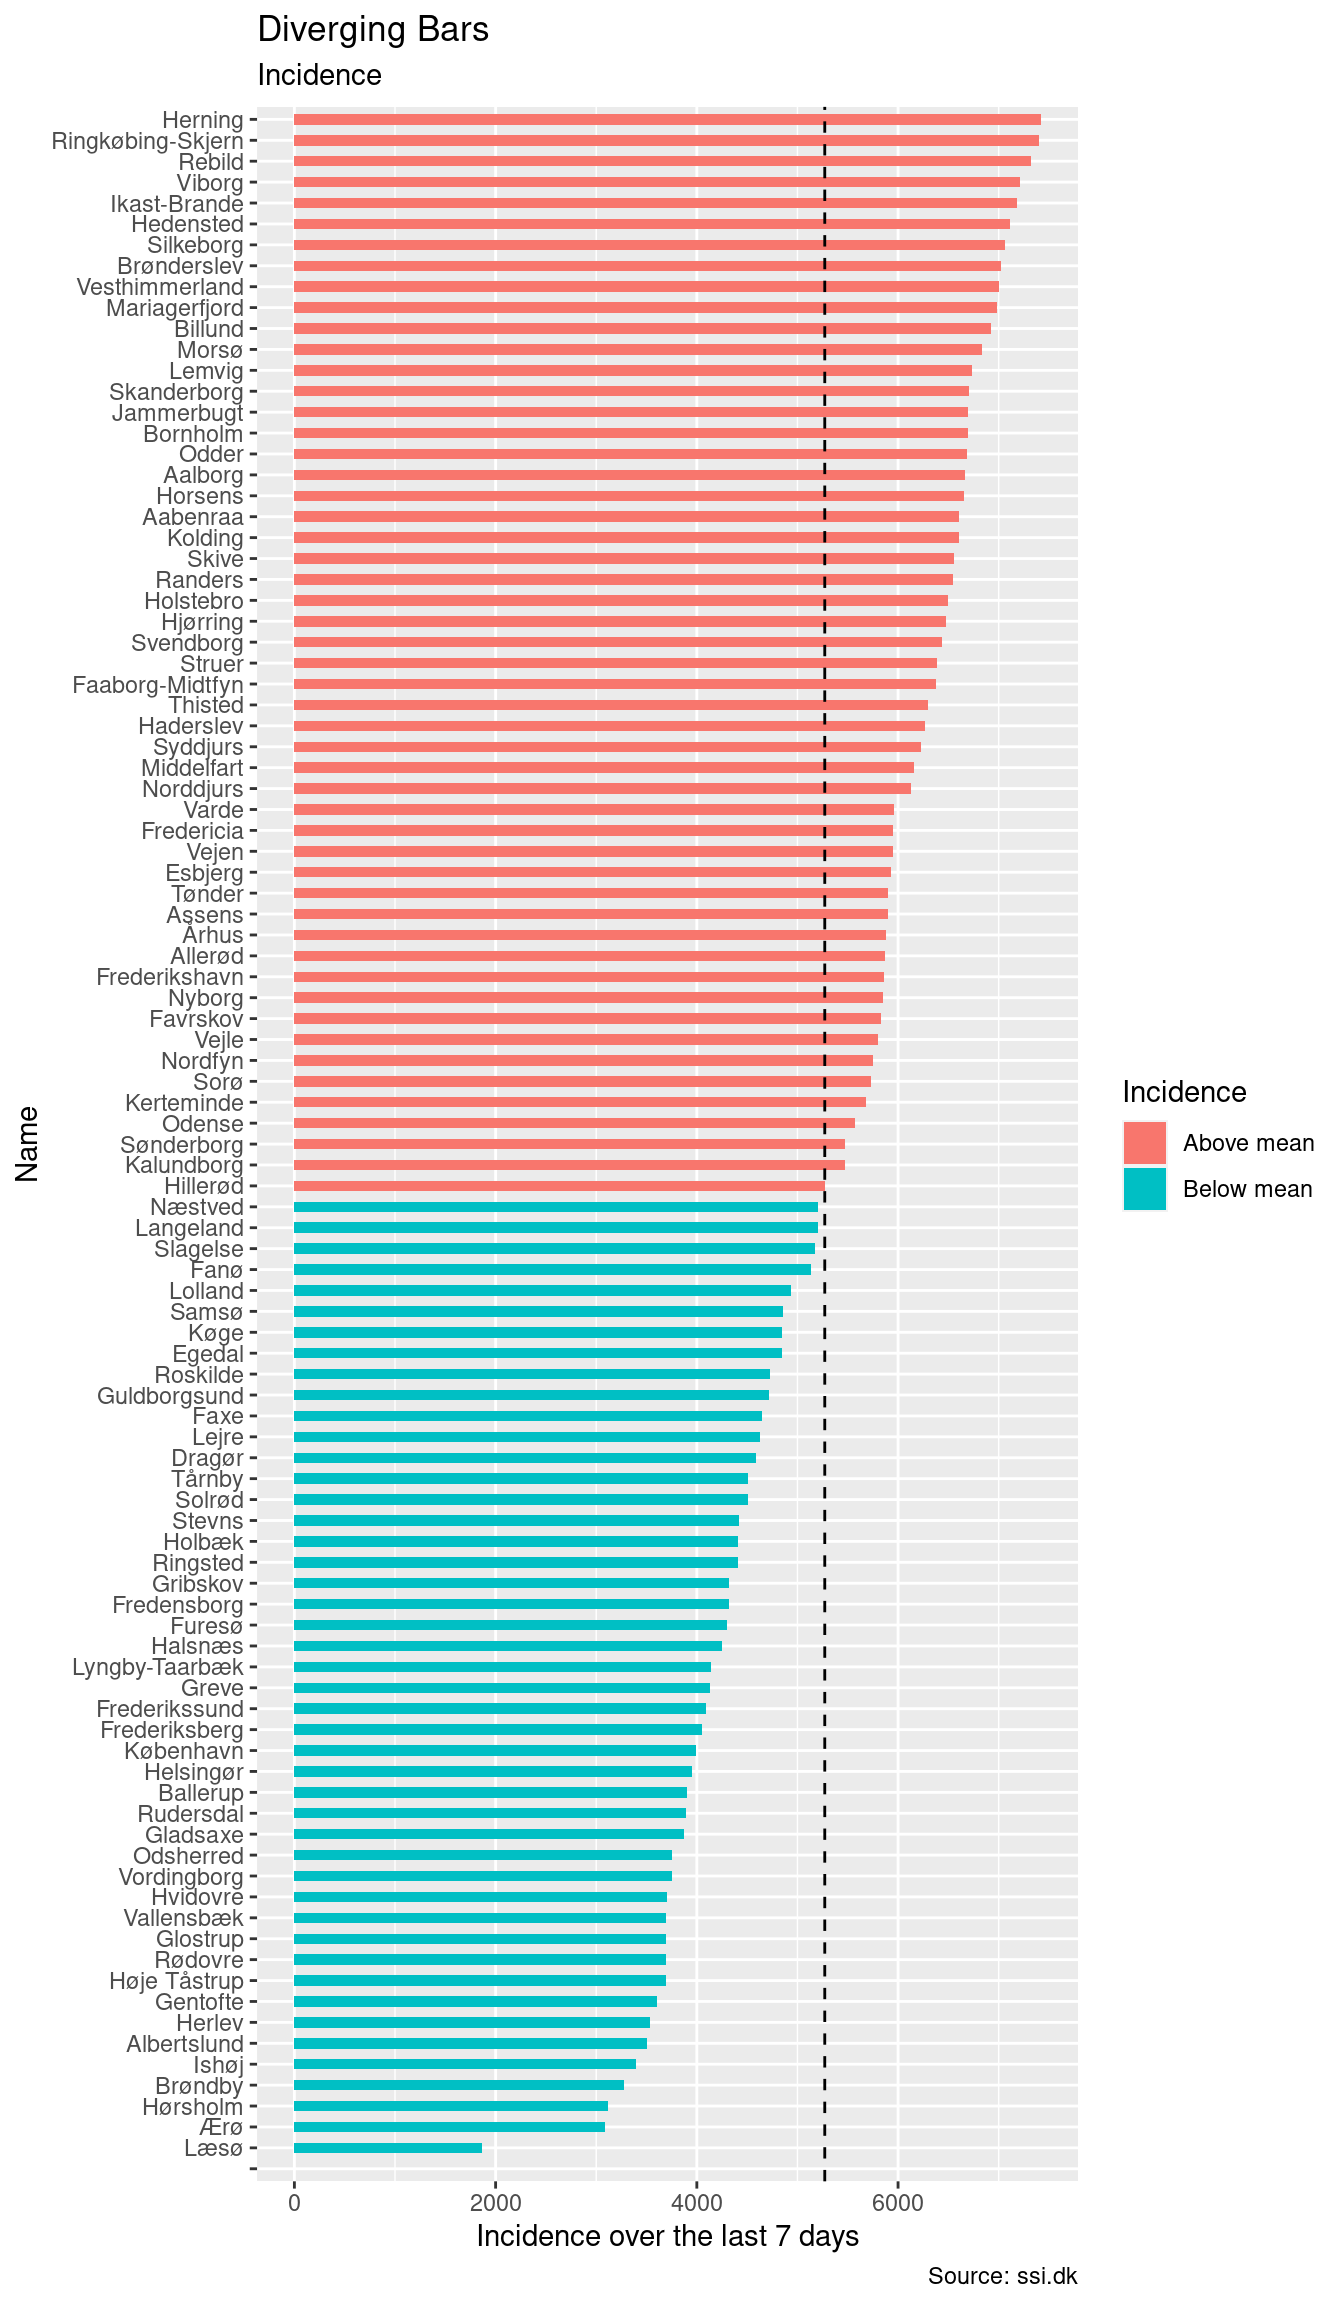 Diverging Bars
Incidence
Herning
Ringkøbing-Skjern
Rebild
Viborg
Ikast-Brande
Hedensted
Silkeborg
Brønderslev
Vesthimmerland
Mariagerfjord
Billund
Morsø
Lemvig
Skanderborg
Jammerbugt
Bornholm
Odder
Aalborg
Horsens
Aabenraa
Kolding
Skive
Randers
Holstebro
Hjørring
Svendborg
Struer
Faaborg-Midtfyn
Thisted
Haderslev
Syddjurs
Middelfart
Norddjurs
Varde
Fredericia
Vejen
Esbjerg
Tønder
Assens
Århus
Allerød
Frederikshavn
Nyborg
Favrskov
Vejle
Nordfyn
Sorø
Kerteminde
Odense
Sønderborg
Kalundborg
Hillerød
Næstved
Langeland
Slagelse
Fanø
Lolland
Samsø
Køge
Egedal
Roskilde
Guldborgsund
Faxe
Lejre
Dragør
Tårnby
Solrød
Stevns
Holbæk
Ringsted
Gribskov
Fredensborg
Furesø
Halsnæs
Lyngby-Taarbæk
Greve
Frederikssund
Frederiksberg
København
Helsingør
Ballerup
Rudersdal
Gladsaxe
Odsherred
Vordingborg
Hvidovre
Vallensbæk
Glostrup
Rødovre
Høje Tåstrup
Gentofte
Herlev
Albertslund
Ishøj
Brøndby
Hørsholm
Ærø
Læsø
Name
0 2000 4000 6000
Incidence over the last 7 days
Incidence
Above mean
Below mean
Source: ssi.dk